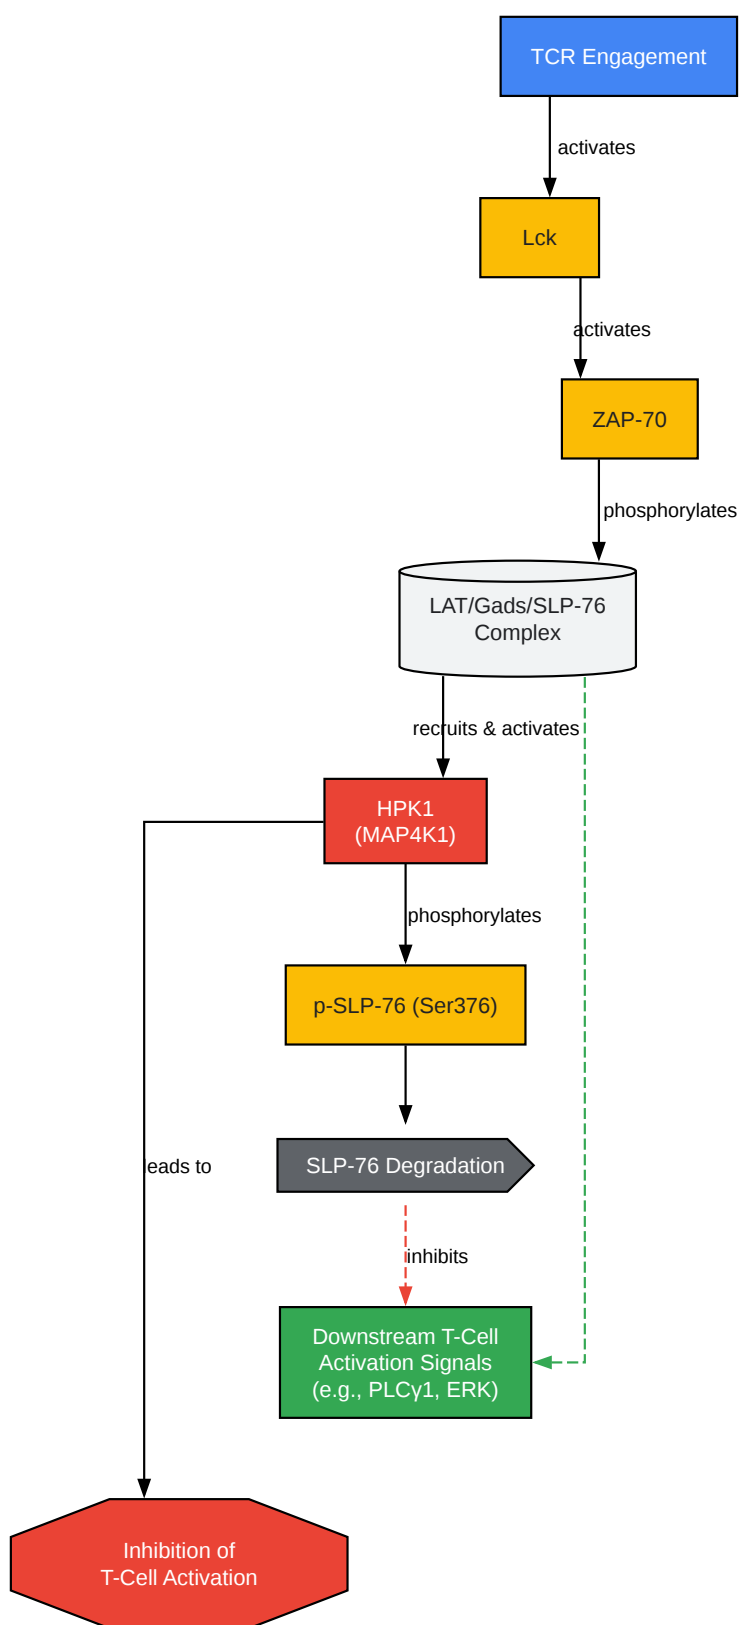 TCR Engagement
activates
Lck
activates
ZAP-70
phosphorylates
LAT/Gads/SLP-76
Complex
recruits & activates
HPK1
(MAP4K1)
phosphorylates
p-SLP-76 (Ser376)
leads to
SLP-76 Degradation
inhibits
Downstream T-Cell
Activation Signals
(e.g., PLCγ1, ERK)
Inhibition of
T-Cell Activation